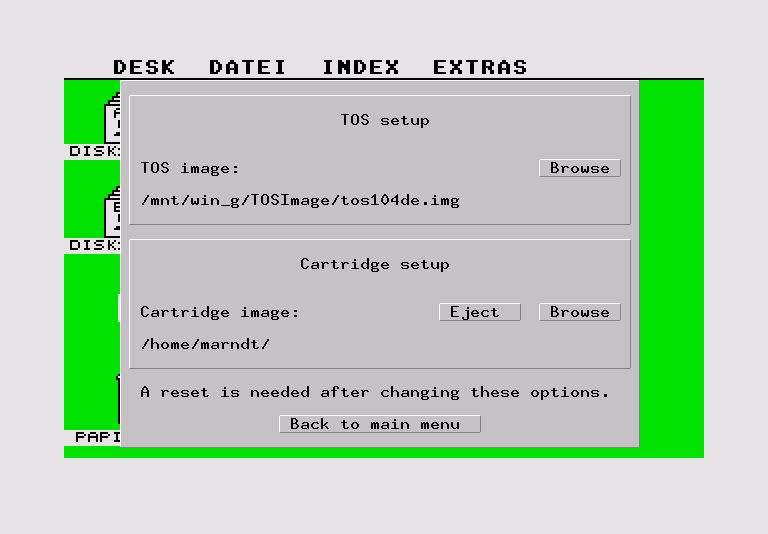 DESK DATEI INDEX EXTRAS
TOS setup
TOS image: Browse
/mnt/win_g/TOSImage/tos104de.img
Cartridge setup
Cartridge image: Eject Browse
/home/marndt/
A reset is needed after changing these options.
Back to main menu
DISK
DISK
PAPI